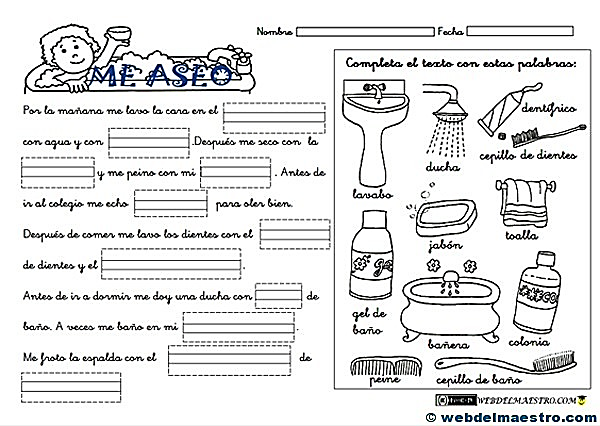 Nombre Fecha
ME ASEO
Por la mañana me lavo la cara en el
con agua y con .Después me seco con la
y me peino con mi . Antes de
ir al colegio me echo para oler bien.
Después de comer me lavo los dientes con el
de dientes y el .
Antes de ir a dormir me doy una ducha con de
baño. A veces me baño en mi .
Me froto la espalda con el de
Completa el texto con estas palabras:
lavabo
ducha
dentífrico
cepillo de dientes
jabón
toalla
gel de
baño
bañera
colonia
peine
cepillo de baño
WEBDELMAESTRO.COM
© webdelmaestro.com